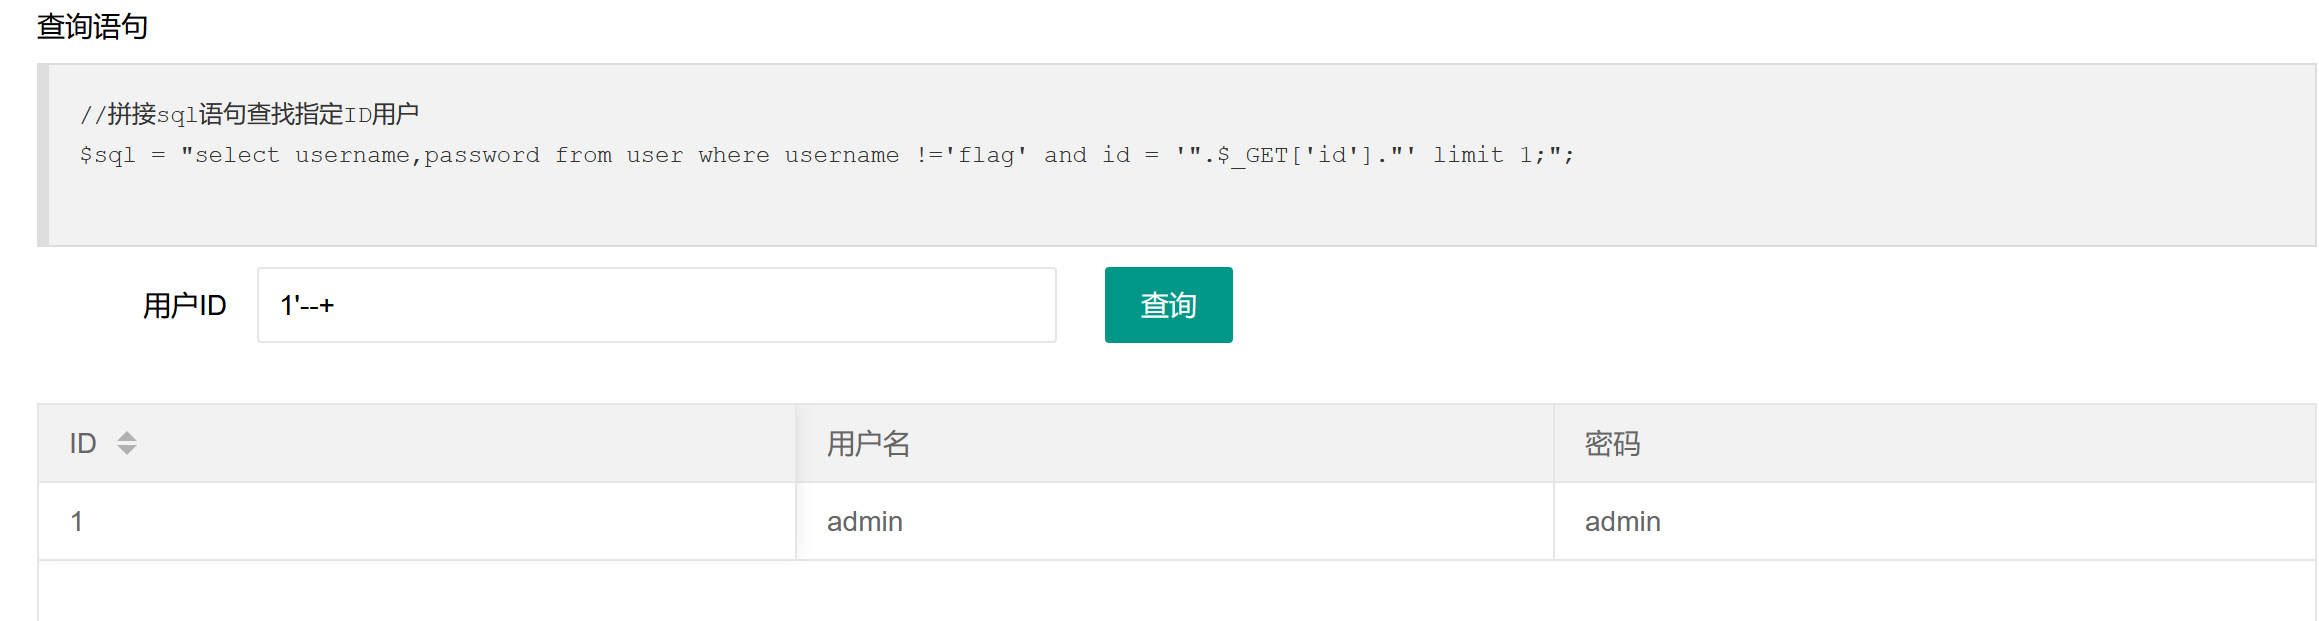 查询语句
//拼接sql语句查找指定ID用户
$sql = "select username,password from user where username !='flag' and id = '".$_GET['id']."' limit 1;";
用户ID 1'--+ 查询
ID 用户名 密码
1 admin admin